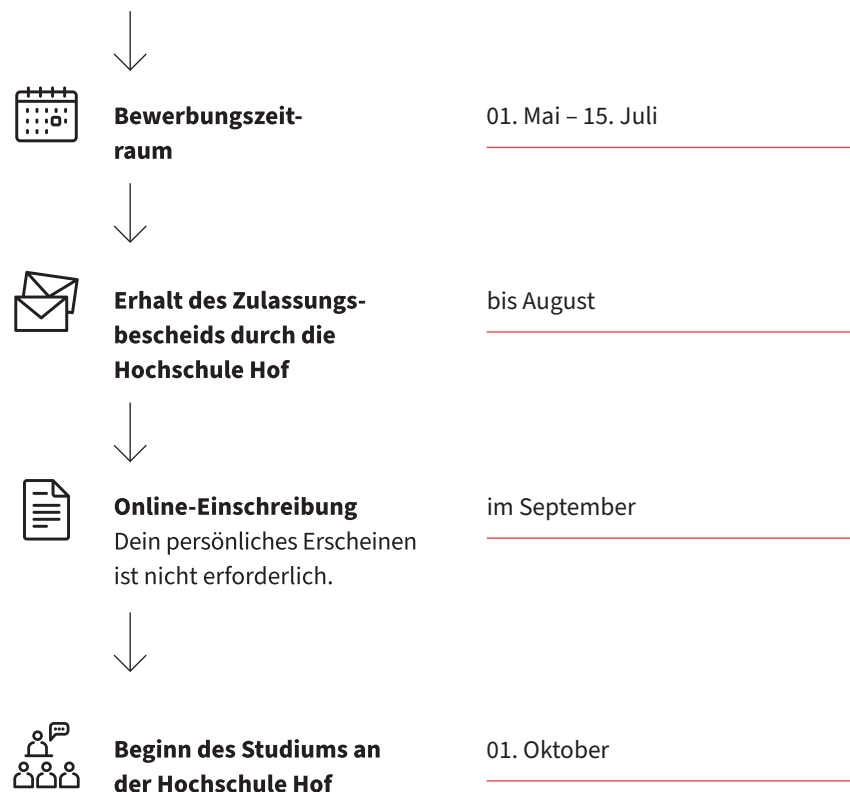 Bewerbungszeit-
raum
01. Mai – 15. Juli
Erhalt des Zulassungs-
bescheids durch die
Hochschule Hof
bis August
Online-Einschreibung
Dein persönliches Erscheinen
ist nicht erforderlich.
im September
Beginn des Studiums an
der Hochschule Hof
01. Oktober